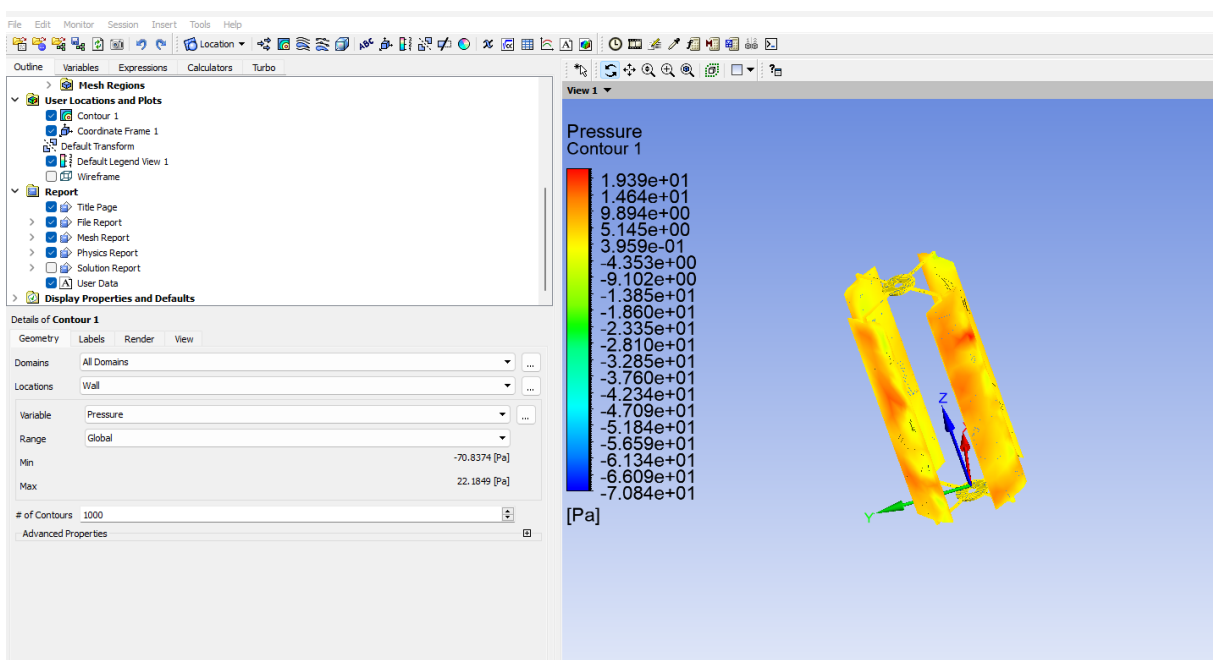 File Edit Monitor Session Insert Tools Help
Location
Outline Variables Expressions Calculators Turbo
Mesh Regions
User Locations and Plots
Contour 1
Coordinate Frame 1
Default Transform
Default Legend View 1
Wireframe
Report
Title Page
File Report
Mesh Report
Physics Report
Solution Report
User Data
Display Properties and Defaults
Details of Contour 1
Geometry Labels Render View
Domains All Domains ...
Locations Wall ...
Variable Pressure ...
Range Global
Min -70.8374 [Pa]
Max 22.1849 [Pa]
# of Contours 1000
Advanced Properties
View 1
Pressure
Contour 1
1.939e+01
1.464e+01
9.894e+00
5.145e+00
3.959e-01
-4.353e+00
-9.102e+00
-1.385e+01
-1.860e+01
-2.335e+01
-2.810e+01
-3.285e+01
-3.760e+01
-4.234e+01
-4.709e+01
-5.184e+01
-5.659e+01
-6.134e+01
-6.609e+01
-7.084e+01
[Pa]
Z
Y